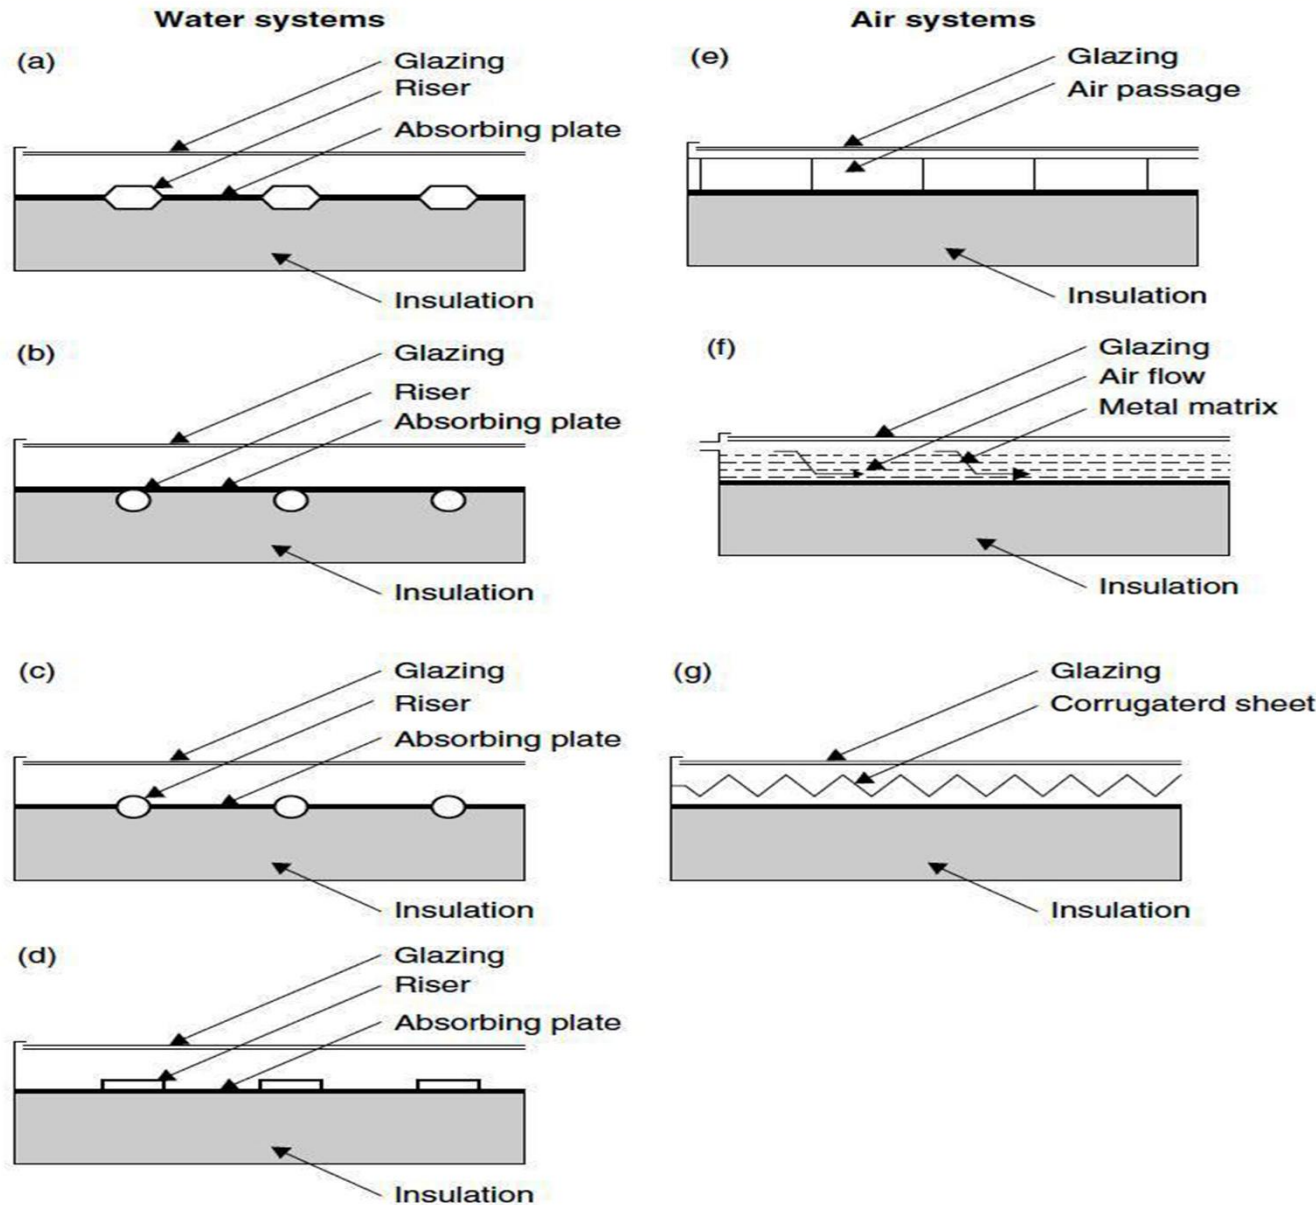 Water systems
(a)
Glazing
Riser
Absorbing plate
Insulation
(b)
Glazing
Riser
Absorbing plate
Insulation
(c)
Glazing
Riser
Absorbing plate
Insulation
(d)
Glazing
Riser
Absorbing plate
Insulation
Air systems
(e)
Glazing
Air passage
Insulation
(f)
Glazing
Air flow
Metal matrix
Insulation
(g)
Glazing
Corrugaterd sheet
Insulation